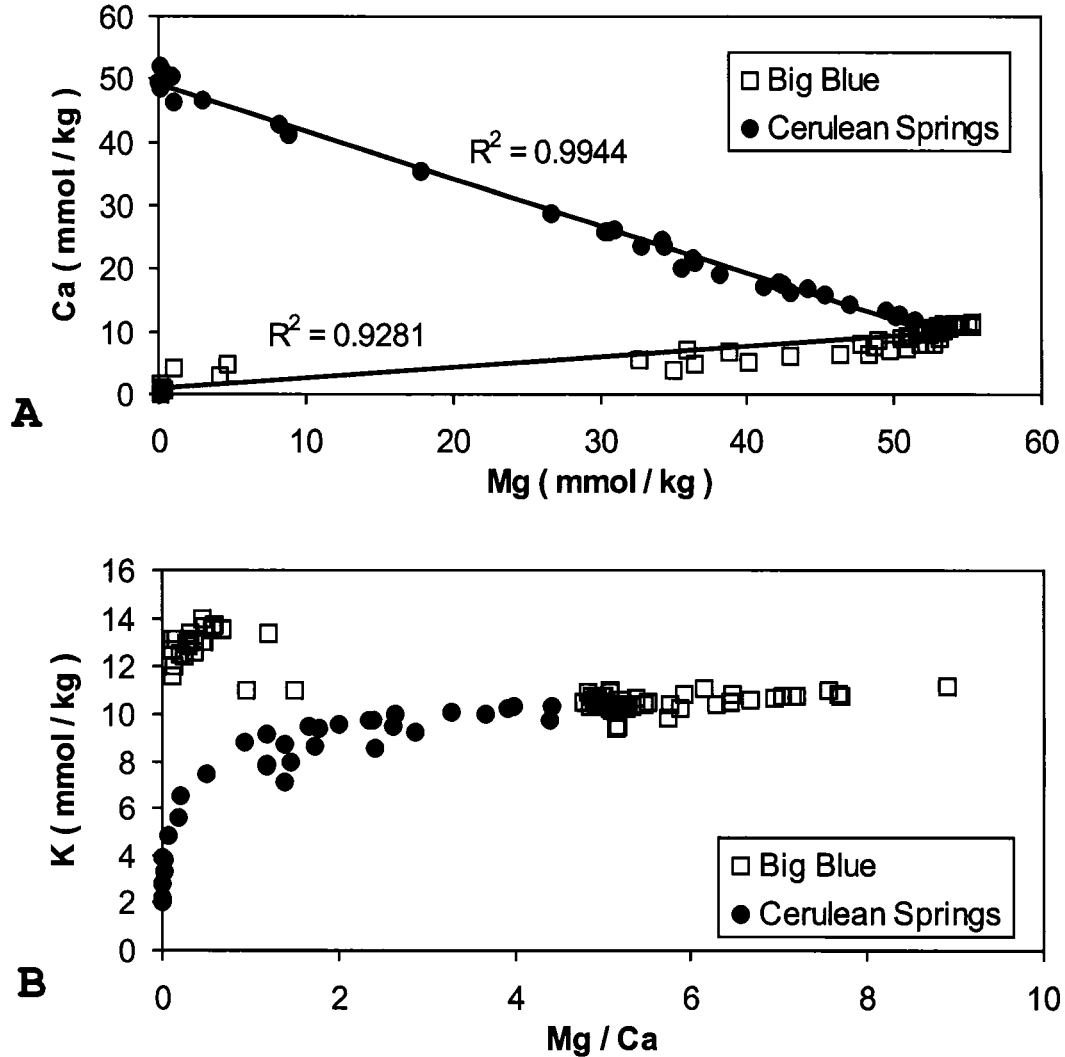 60
50
40
30
20
10
0
Ca ( mmol / kg )
Big Blue
Cerulean Springs
R² = 0.9944
R² = 0.9281
A
0 10 20 30 40 50 60
Mg ( mmol / kg )
16
14
12
10
8
6
4
2
0
K ( mmol / kg )
Big Blue
Cerulean Springs
B
0 2 4 6 8 10
Mg / Ca